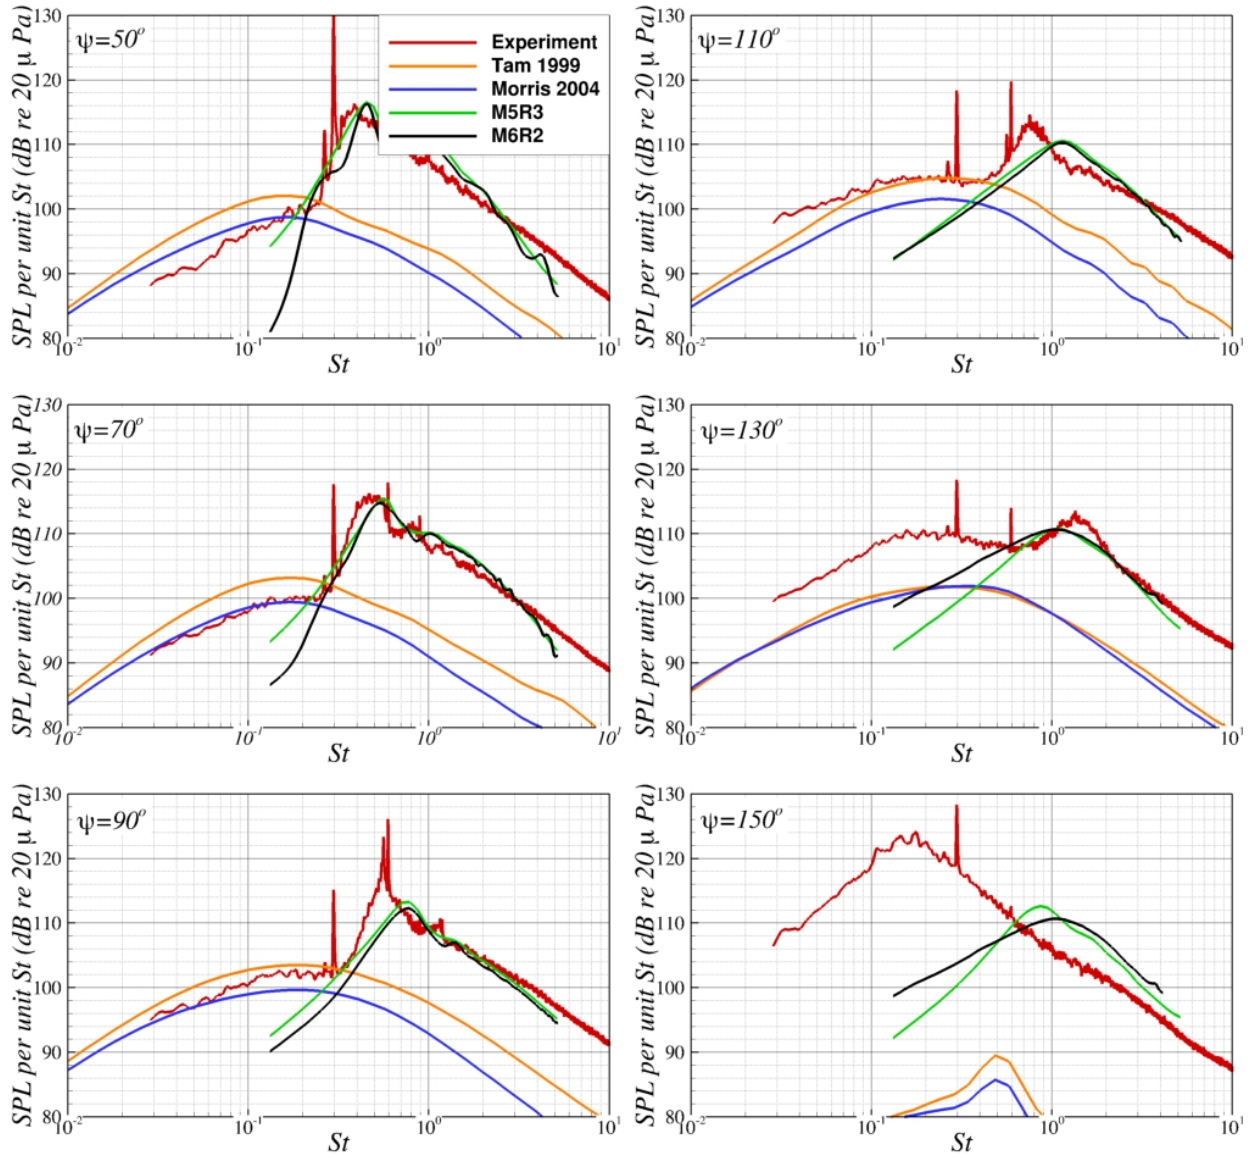 SPL per unit St (dB re 20 μ Pa)
130
120
110
100
90
80
ψ=50°
Experiment
Tam 1999
Morris 2004
M5R3
M6R2
10-2
10-1
100
101
St
SPL per unit St (dB re 20 μ Pa)
130
120
110
100
90
80
ψ=110°
10-2
10-1
100
101
St
SPL per unit St (dB re 20 μ Pa)
130
120
110
100
90
80
ψ=70°
10-2
10-1
100
101
St
SPL per unit St (dB re 20 μ Pa)
130
120
110
100
90
80
ψ=130°
10-2
10-1
100
101
St
SPL per unit St (dB re 20 μ Pa)
130
120
110
100
90
80
ψ=90°
10-2
10-1
100
101
St
SPL per unit St (dB re 20 μ Pa)
130
120
110
100
90
80
ψ=150°
10-2
10-1
100
101
St